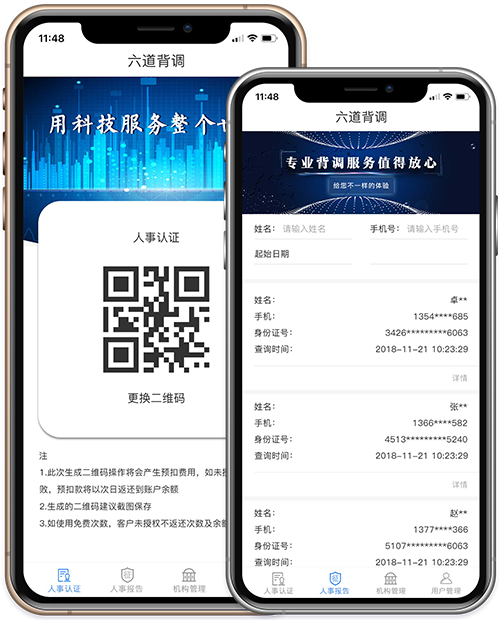 11:48
六道背调
用科技服务整个
人事认证
更换二维码
注
1.此次生成二维码操作将会产生预扣费用，如未
败，预扣款将以次日返还到账户余额
2.生成的二维码建议截图保存
3.如使用免费次数，客户未授权不返还次数及余
人事认证
人事报告
机构管理
11:48
六道背调
专业背调服务值得放心
给您不一样的体验
姓名： 请输入姓名 手机号： 请输入手机号
起始日期
姓名： 卓**
手机： 1354****685
身份证号： 3426*********6063
查询时间： 2018-11-21 10:23:29
详情
姓名： 张**
手机： 1366****582
身份证号： 4513*********5240
查询时间： 2018-11-21 10:23:29
详情
姓名： 赵**
手机： 1377****366
身份证号： 5107*********6063
查询时间： 2018-11-21 10:23:29
人事认证
人事报告
机构管理
用户管理